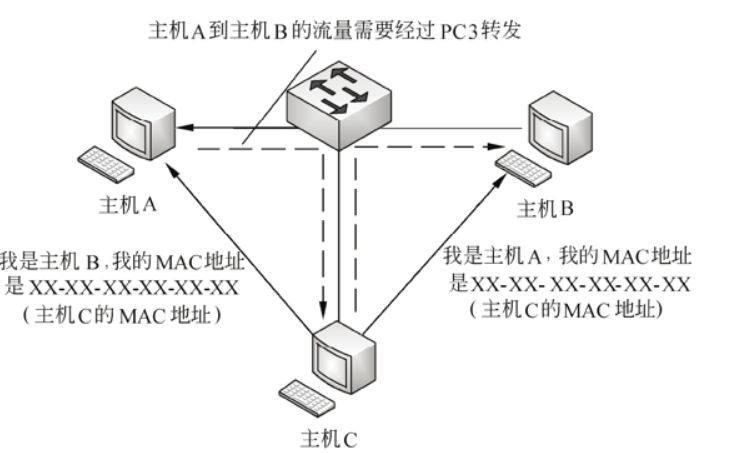 主机A到主机B的流量需要经过PC3转发
主机A
主机B
我是主机B,我的MAC地址
是XX-XX-XX-XX-XX-XX
(主机C的MAC地址)
我是主机A,我的MAC地址
是XX-XX-XX-XX-XX-XX
(主机C的MAC地址)
主机C